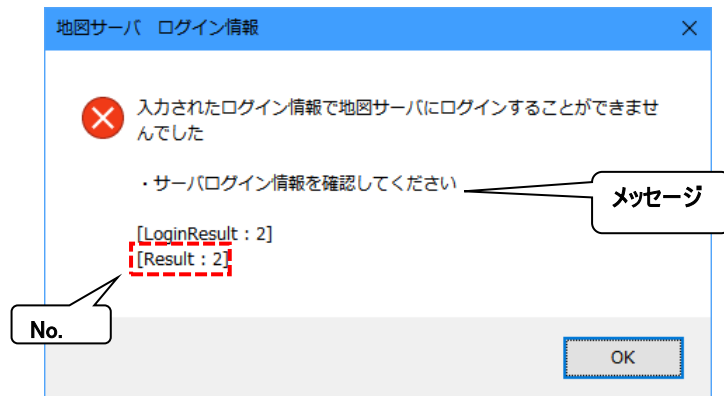 地図サーバ　ログイン情報
入力されたログイン情報で地図サーバにログインすることができませ
んでした
・サーバログイン情報を確認してください
メッセージ
[LoginResult : 2]
[Result : 2]
No.
OK